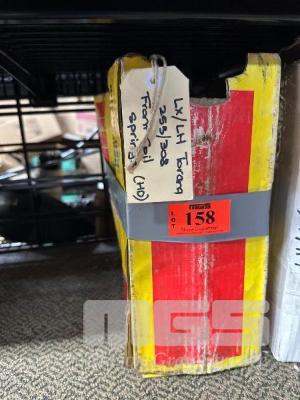 LX/LH Torana
253/308
Front Coil
Springs (HD)
LOT
158
MGS